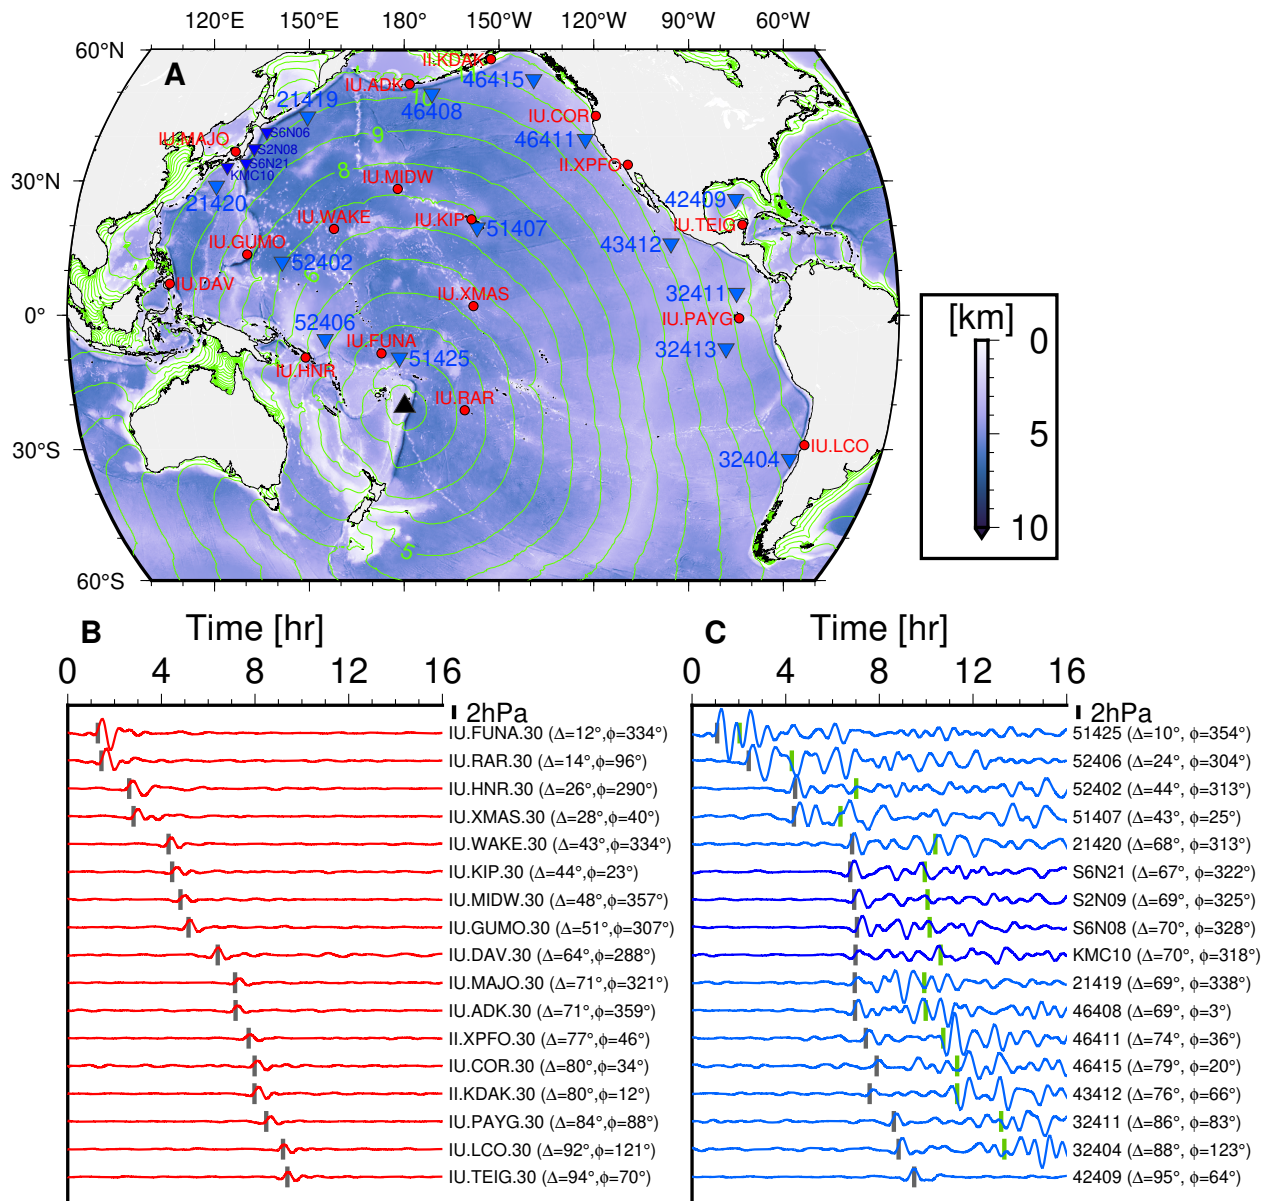 120°E 150°E 180° 150°W 120°W 90°W 60°W
60°N
A
II.KDAK
IU.ADK
46415
21419
10
46408
IU.COR
S6N06
9
46411
IU.MAJO
S2N08
S6N21
II.XPFO
KMC10
30°N
8
IU.MIDW
21420
42409
IU.WAKE
IU.KIP
51407
IU.TEIG
IU.GUMO
43412
52402
6
IU.DAV
IU.XMAS
32411
0°
52406
IU.PAYG
IU.FUNA
32413
51425
IU.HNR
IU.RAR
30°S
IU.LCO
32404
5
60°S
[km]
0
5
10
B Time [hr]
0 4 8 12 16
2hPa
IU.FUNA.30 (Δ=12°,ϕ=334°)
IU.RAR.30 (Δ=14°,ϕ=96°)
IU.HNR.30 (Δ=26°,ϕ=290°)
IU.XMAS.30 (Δ=28°,ϕ=40°)
IU.WAKE.30 (Δ=43°,ϕ=334°)
IU.KIP.30 (Δ=44°,ϕ=23°)
IU.MIDW.30 (Δ=48°,ϕ=357°)
IU.GUMO.30 (Δ=51°,ϕ=307°)
IU.DAV.30 (Δ=64°,ϕ=288°)
IU.MAJO.30 (Δ=71°,ϕ=321°)
IU.ADK.30 (Δ=71°,ϕ=359°)
II.XPFO.30 (Δ=77°,ϕ=46°)
IU.COR.30 (Δ=80°,ϕ=34°)
II.KDAK.30 (Δ=80°,ϕ=12°)
IU.PAYG.30 (Δ=84°,ϕ=88°)
IU.LCO.30 (Δ=92°,ϕ=121°)
IU.TEIG.30 (Δ=94°,ϕ=70°)
C Time [hr]
0 4 8 12 16
2hPa
51425 (Δ=10°, ϕ=354°)
52406 (Δ=24°, ϕ=304°)
52402 (Δ=44°, ϕ=313°)
51407 (Δ=43°, ϕ=25°)
21420 (Δ=68°, ϕ=313°)
S6N21 (Δ=67°, ϕ=322°)
S2N09 (Δ=69°, ϕ=325°)
S6N08 (Δ=70°, ϕ=328°)
KMC10 (Δ=70°, ϕ=318°)
21419 (Δ=69°, ϕ=338°)
46408 (Δ=69°, ϕ=3°)
46411 (Δ=74°, ϕ=36°)
46415 (Δ=79°, ϕ=20°)
43412 (Δ=76°, ϕ=66°)
32411 (Δ=86°, ϕ=83°)
32404 (Δ=88°, ϕ=123°)
42409 (Δ=95°, ϕ=64°)